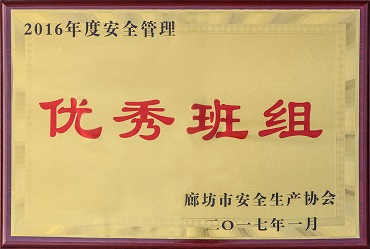 2016年度安全管理
优秀班组
廊坊市安全生产协会
二〇一七年一月